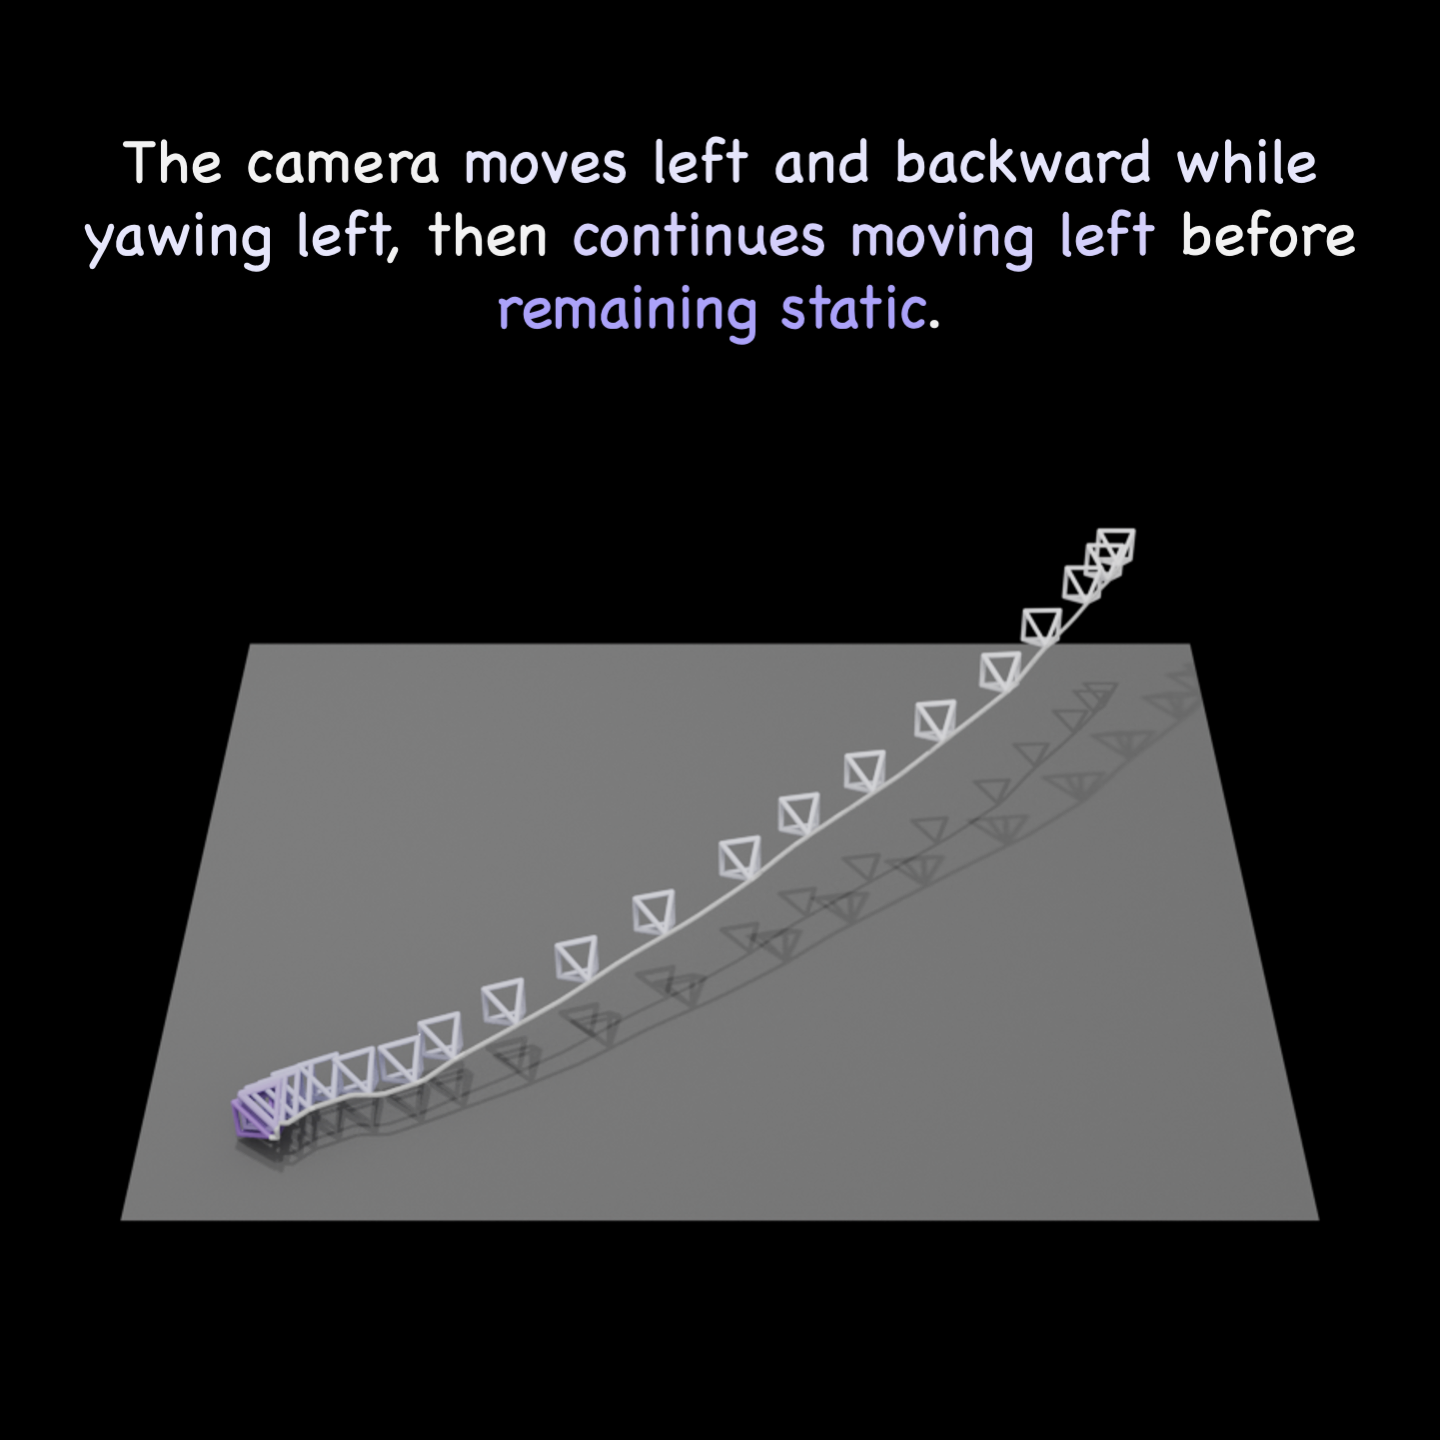 The camera moves left and backward while
yawing left, then continues moving left before
remaining static.